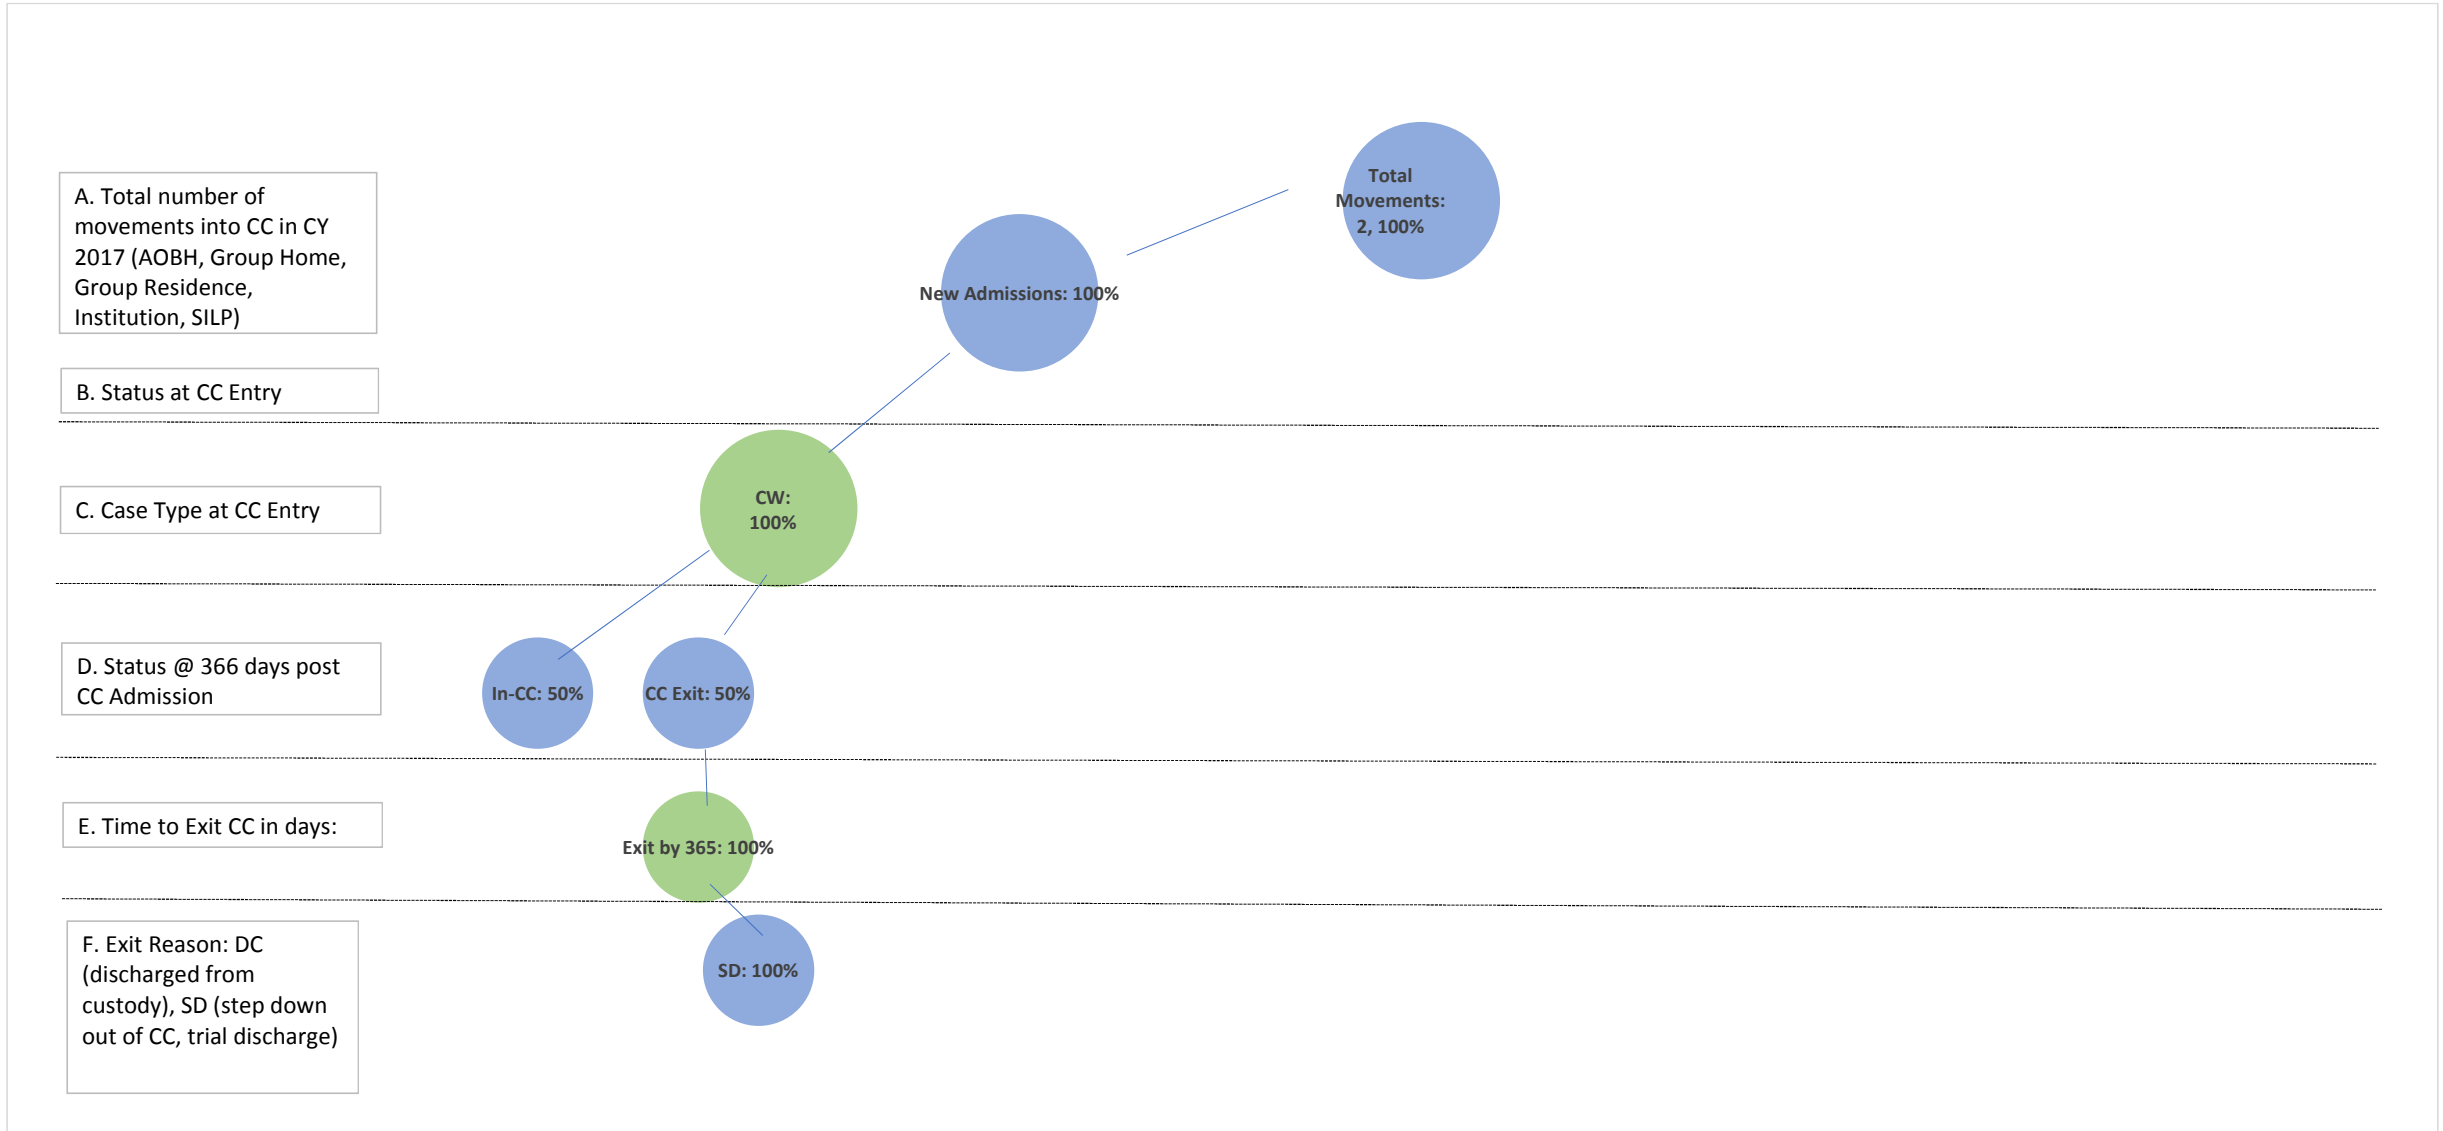 A. Total number of
movements into CC in CY
2017 (AOBH, Group Home,
Group Residence,
Institution, SILP)
Total
Movements:
2, 100%
New Admissions: 100%
B. Status at CC Entry
C. Case Type at CC Entry
CW:
100%
D. Status @ 366 days post
CC Admission
In-CC: 50%
CC Exit: 50%
E. Time to Exit CC in days:
Exit by 365: 100%
F. Exit Reason: DC
(discharged from
custody), SD (step down
out of CC, trial discharge)
SD: 100%